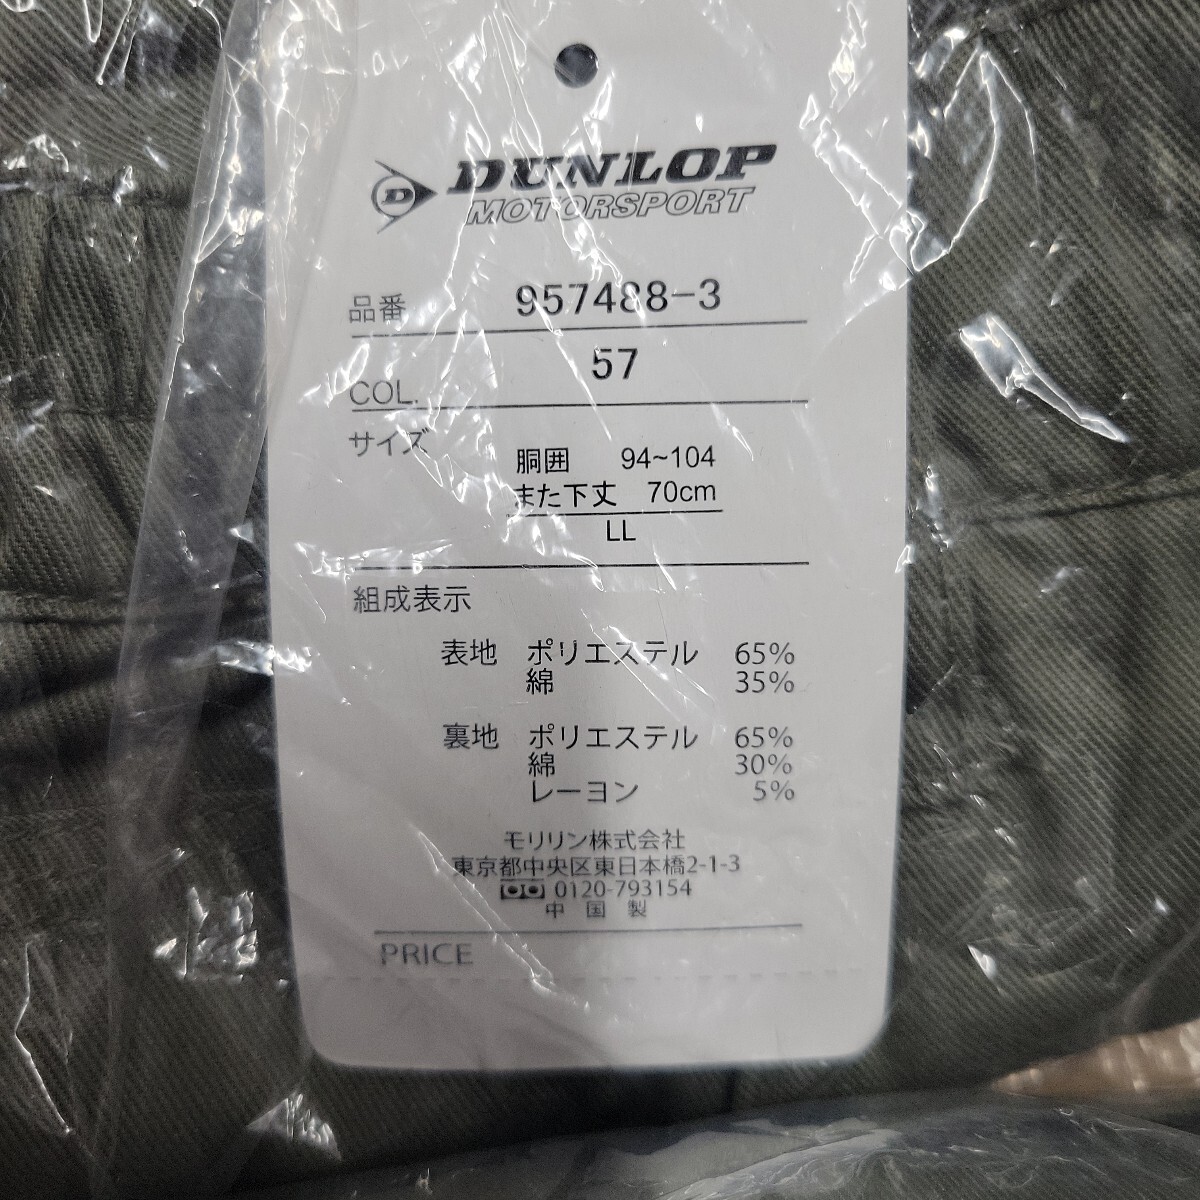 D DUNLOP
MOTORSPORT
品番 957488-3
COL. 57
サイズ
胴囲 94~104
また下丈 70cm
LL
組成表示
表地 ポリエステル 65%
綿 35%
裏地 ポリエステル 65%
綿 30%
レーヨン 5%
モリリン株式会社
東京都中央区東日本橋2-1-3
0120-793154
中国製
PRICE